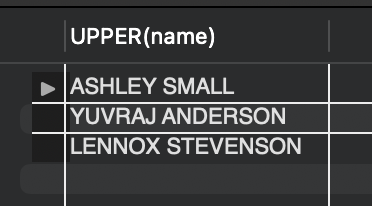 UPPER(name)
ASHLEY SMALL
YUVRAJ ANDERSON
LENNOX STEVENSON